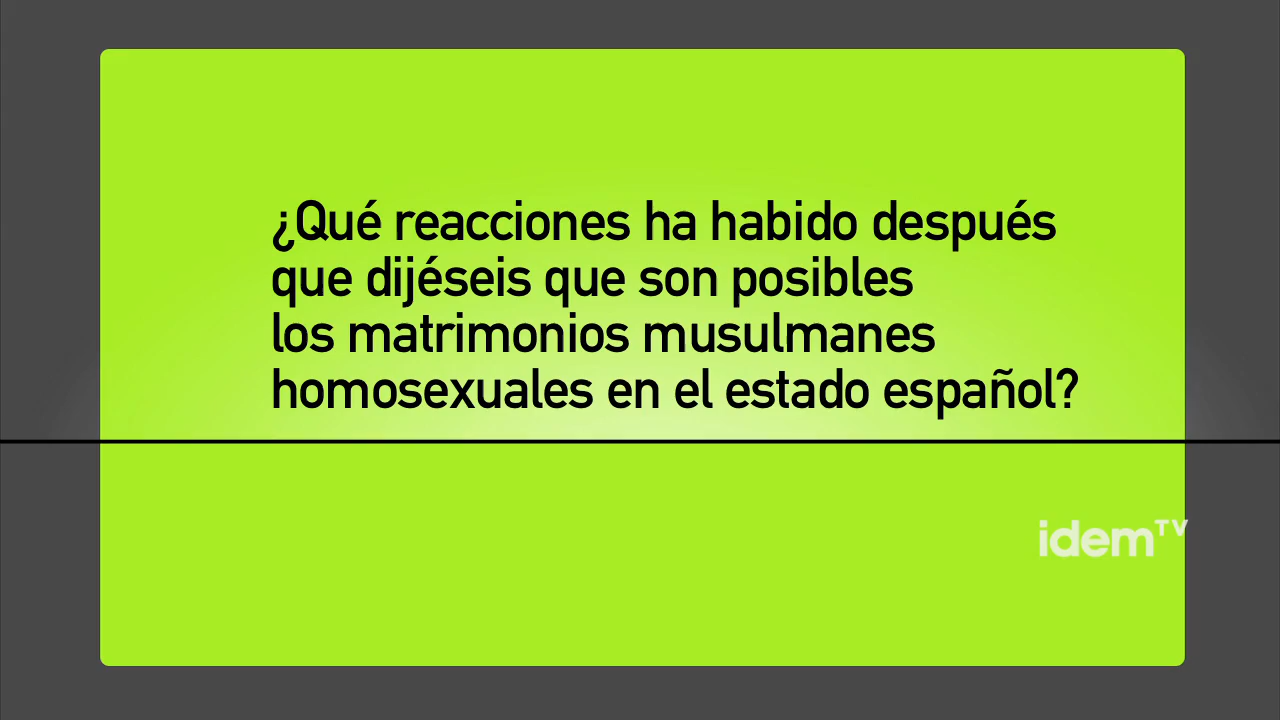 ¿Qué reacciones ha habido después
que dijéseis que son posibles
los matrimonios musulmanes
homosexuales en el estado español?
idemTV